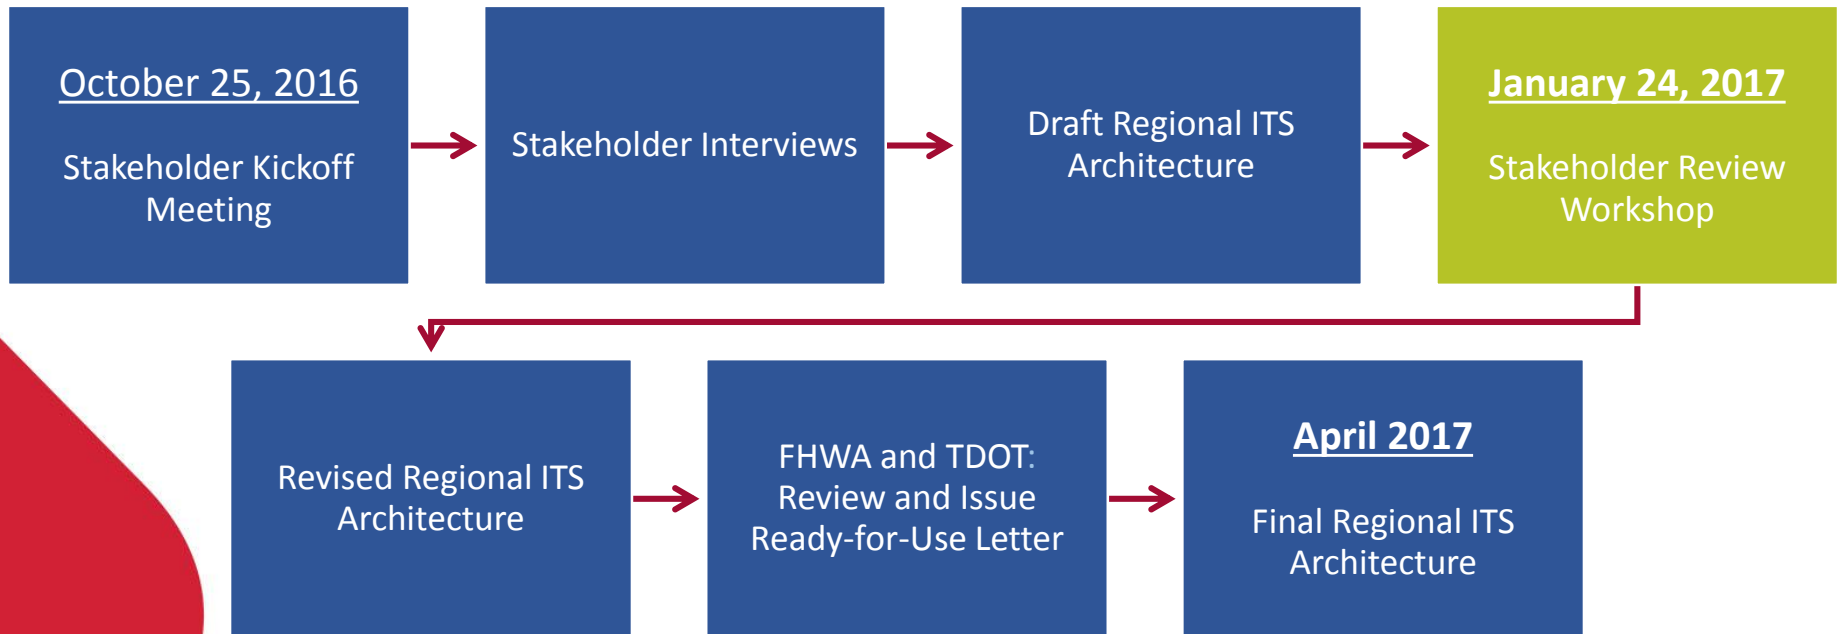 October 25, 2016
Stakeholder Kickoff
Meeting
Stakeholder Interviews
Draft Regional ITS
Architecture
January 24, 2017
Stakeholder Review
Workshop
Revised Regional ITS
Architecture
FHWA and TDOT:
Review and Issue
Ready-for-Use Letter
April 2017
Final Regional ITS
Architecture